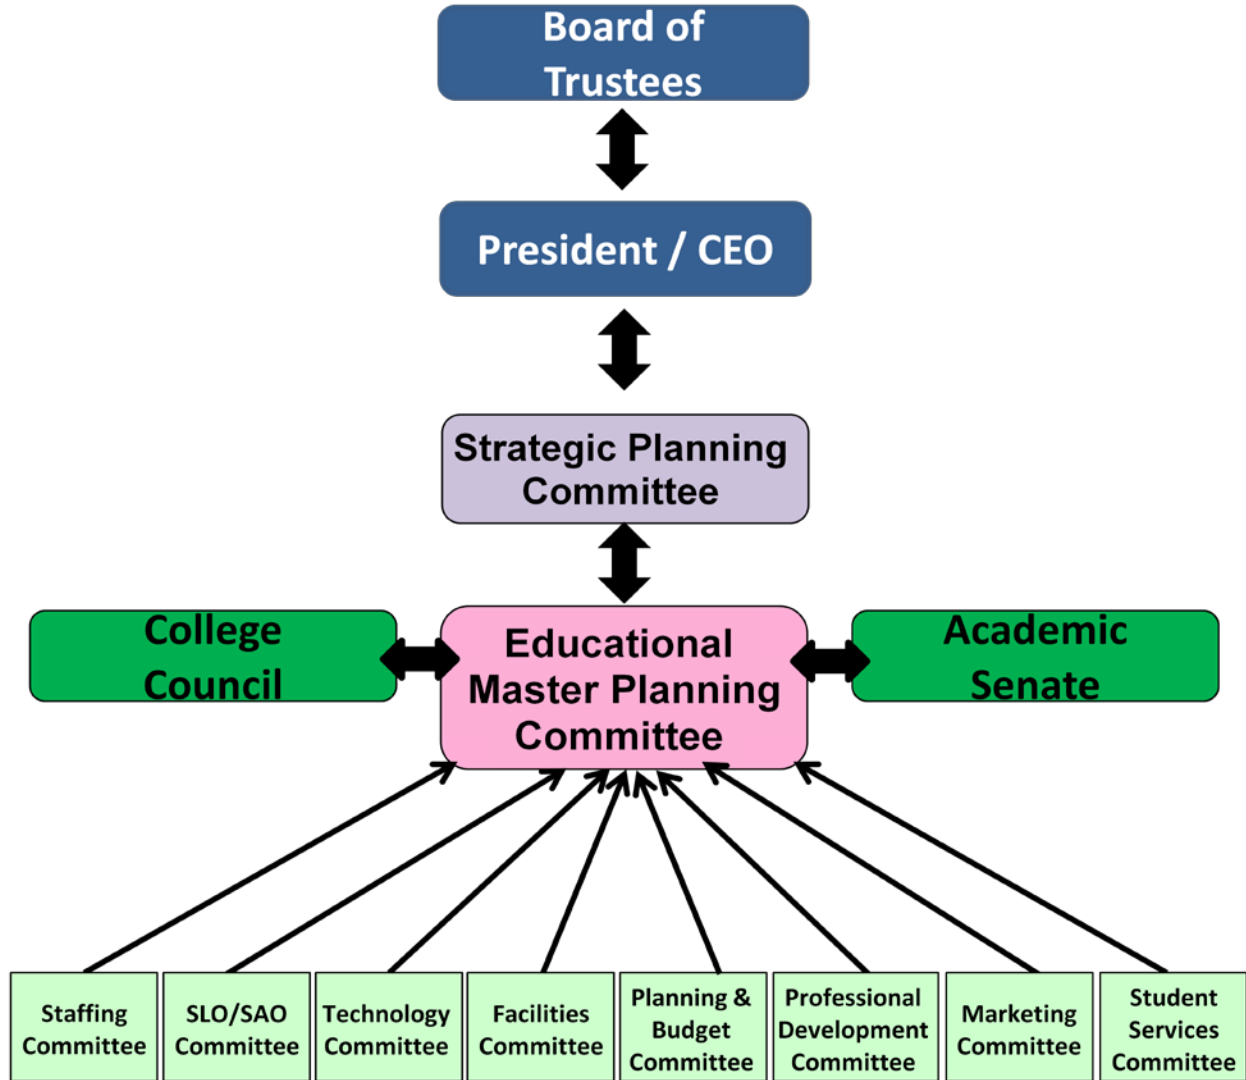 Board of
Trustees
President / CEO
Strategic Planning
Committee
College
Council
Educational
Master Planning
Committee
Academic
Senate
Staffing
Committee
SLO/SAO
Committee
Technology
Committee
Facilities
Committee
Planning &
Budget
Committee
Professional
Development
Committee
Marketing
Committee
Student
Services
Committee